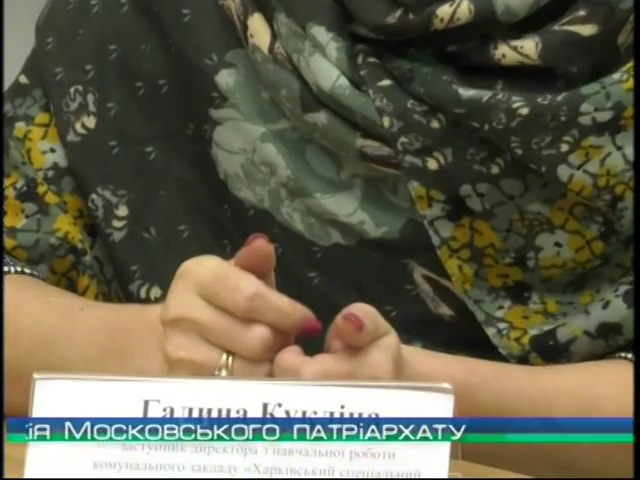 Галина Кукліна
ія Московського патріархату
заступник директора з навчальної роботи
комунального закладу «Харківський спеціальний